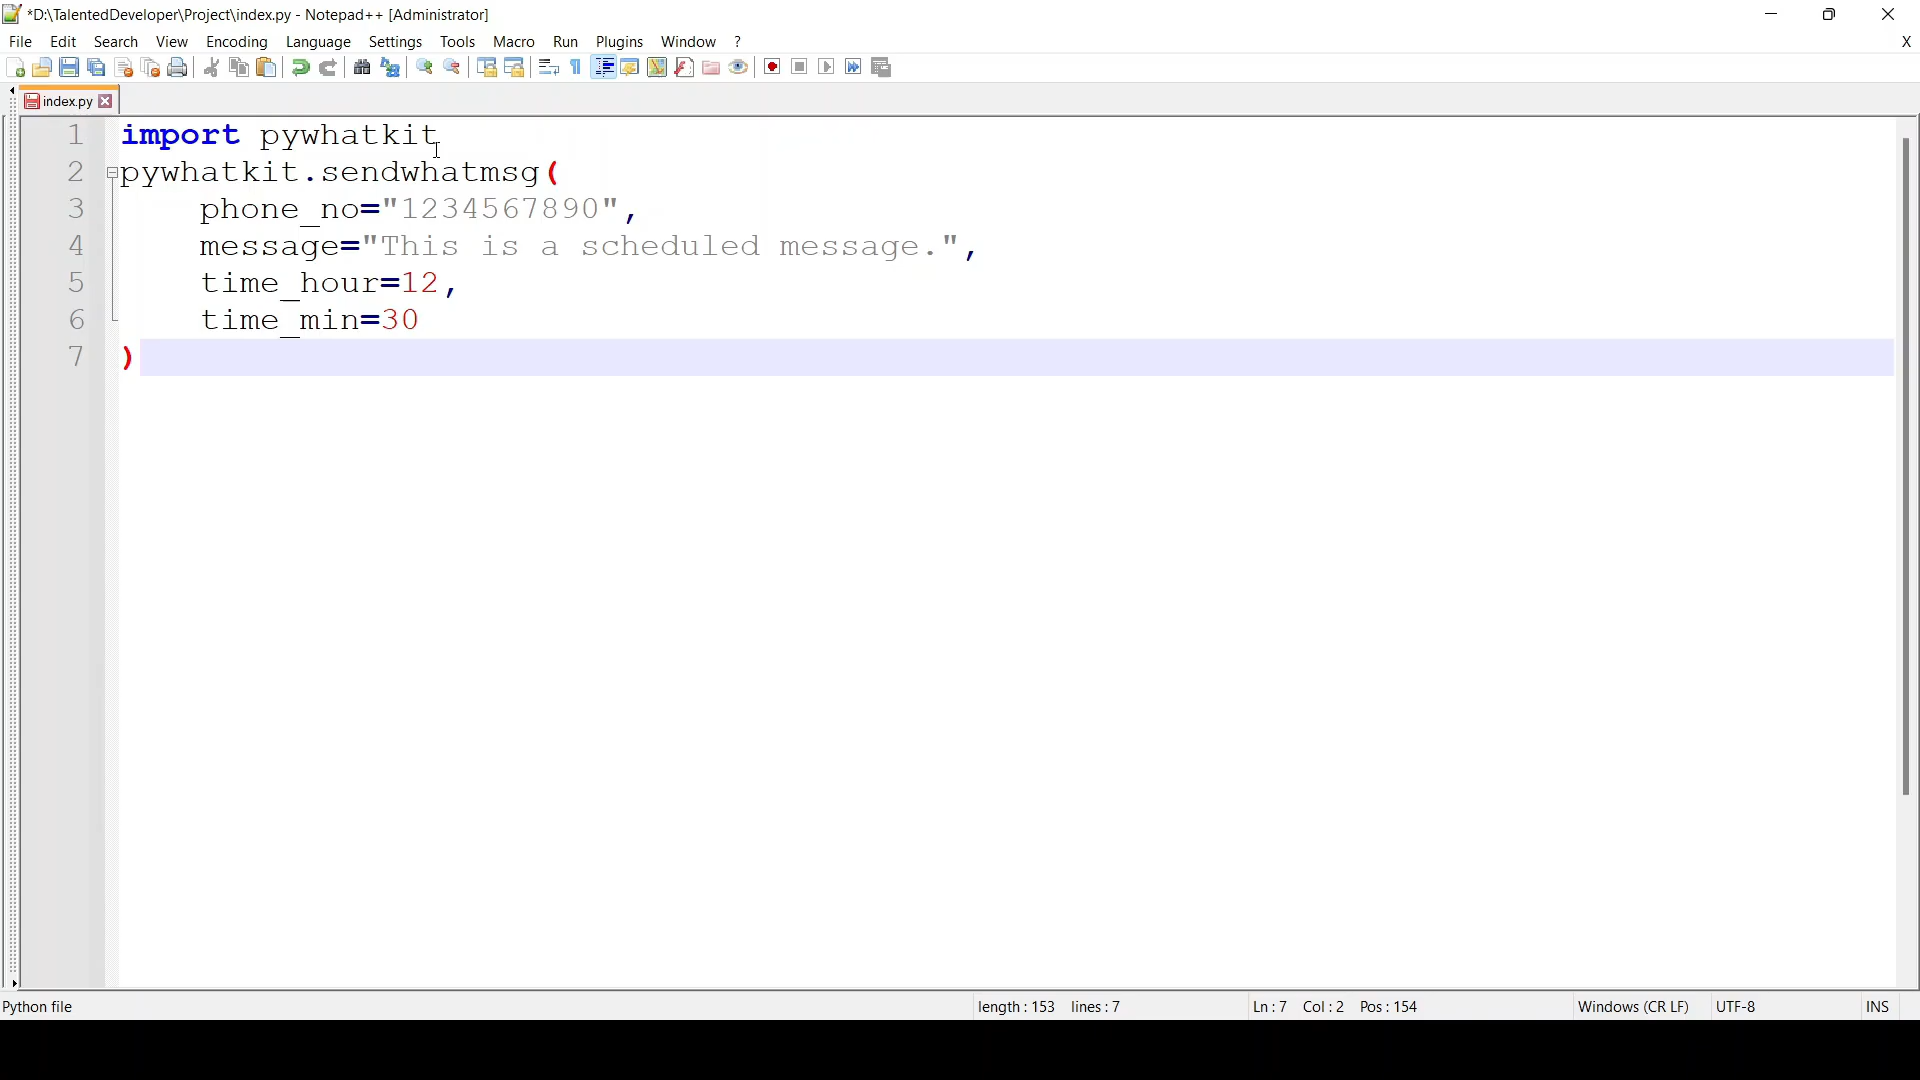 *D:\TalentedDeveloper\Project\index.py - Notepad++ [Administrator]
File Edit Search View Encoding Language Settings Tools Macro Run Plugins Window ? X
index.py
1 import pywhatkit
2 pywhatkit.sendwhatmsg(
3     phone_no="1234567890",
4     message="This is a scheduled message.",
5     time_hour=12,
6     time_min=30
7 )
Python file length : 153 lines : 7 Ln : 7 Col : 2 Pos : 154 Windows (CR LF) UTF-8 INS